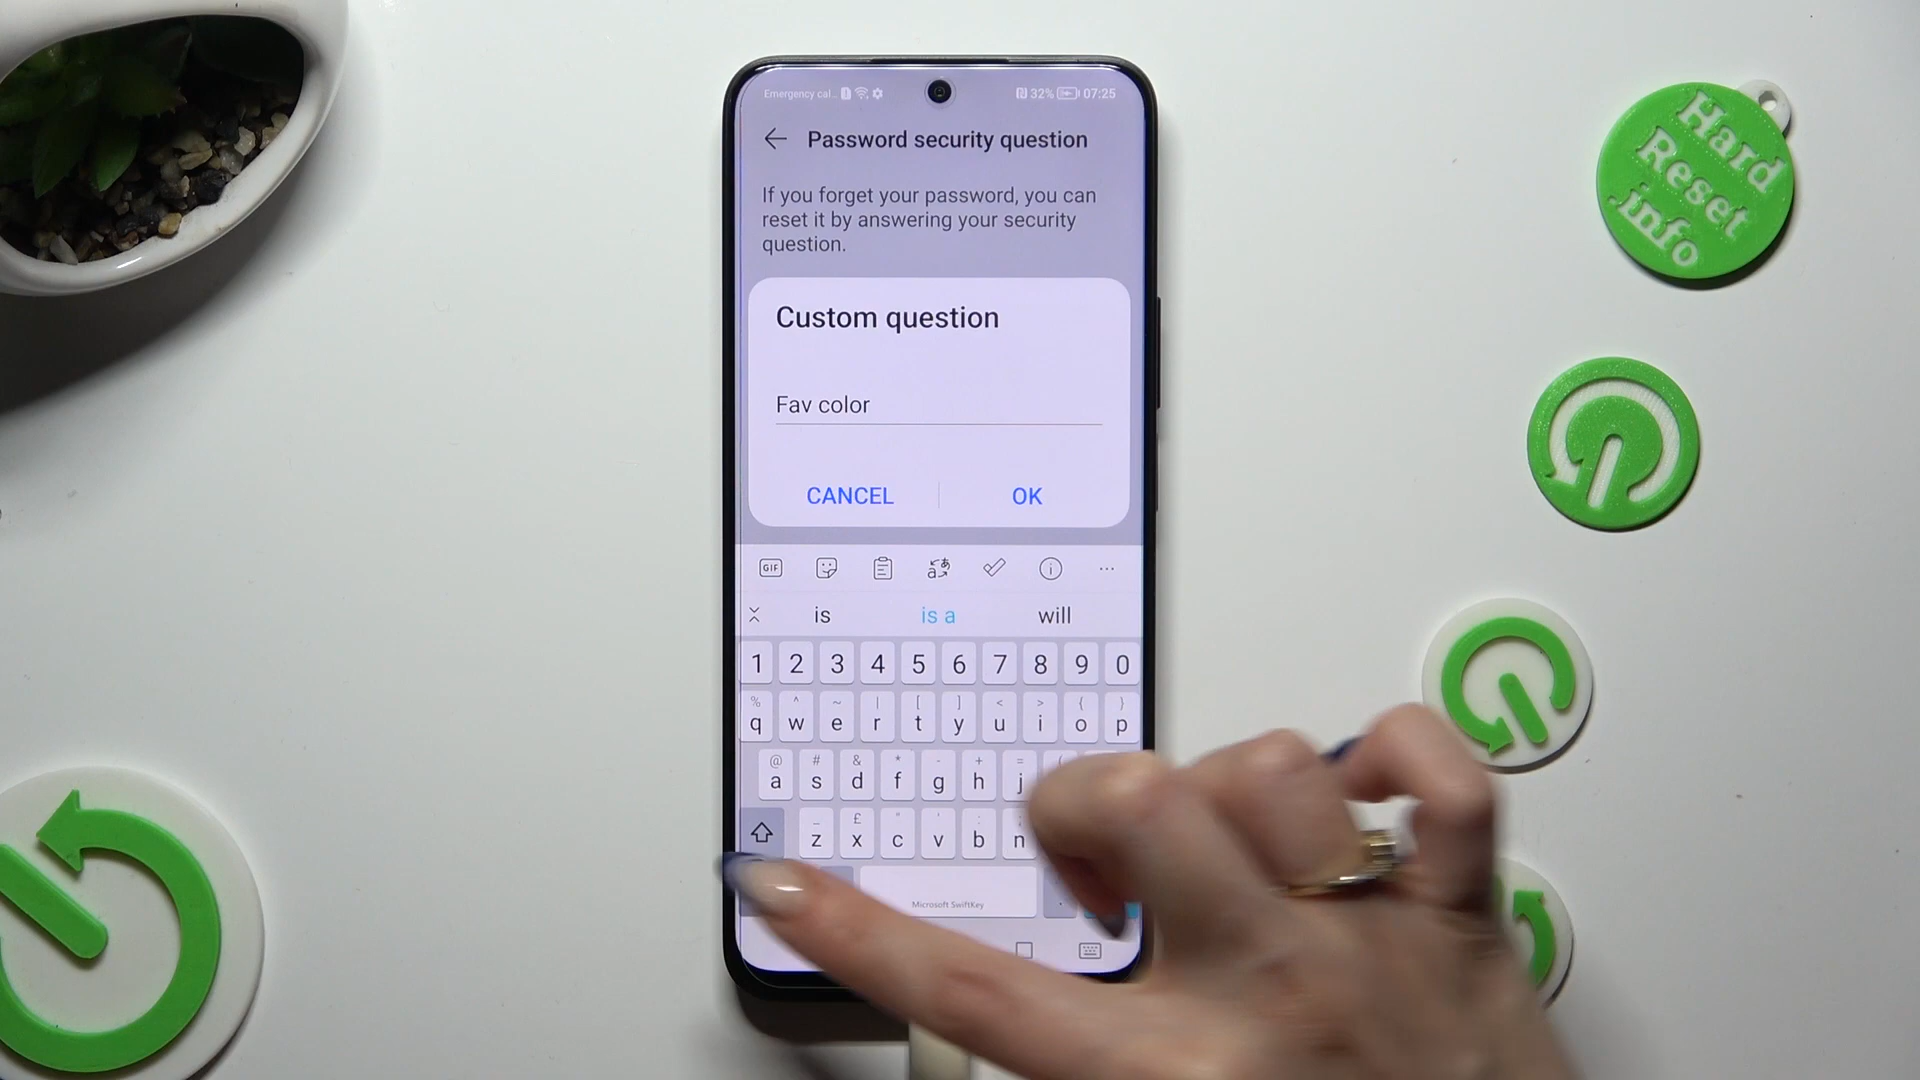 Emergency cal... 32% 07:25
Password security question
If you forget your password, you can
reset it by answering your security
question.
Custom question
Fav color
CANCEL OK
GIF
is is a will
1 2 3 4 5 6 7 8 9 0
% ^ ~ | [ ] < > { }
q w e r t y u i o p
@ # & * - + = (
a s d f g h j
_ £ " ' : ;
z x c v b n
Microsoft SwiftKey .
Hard
Reset
.info